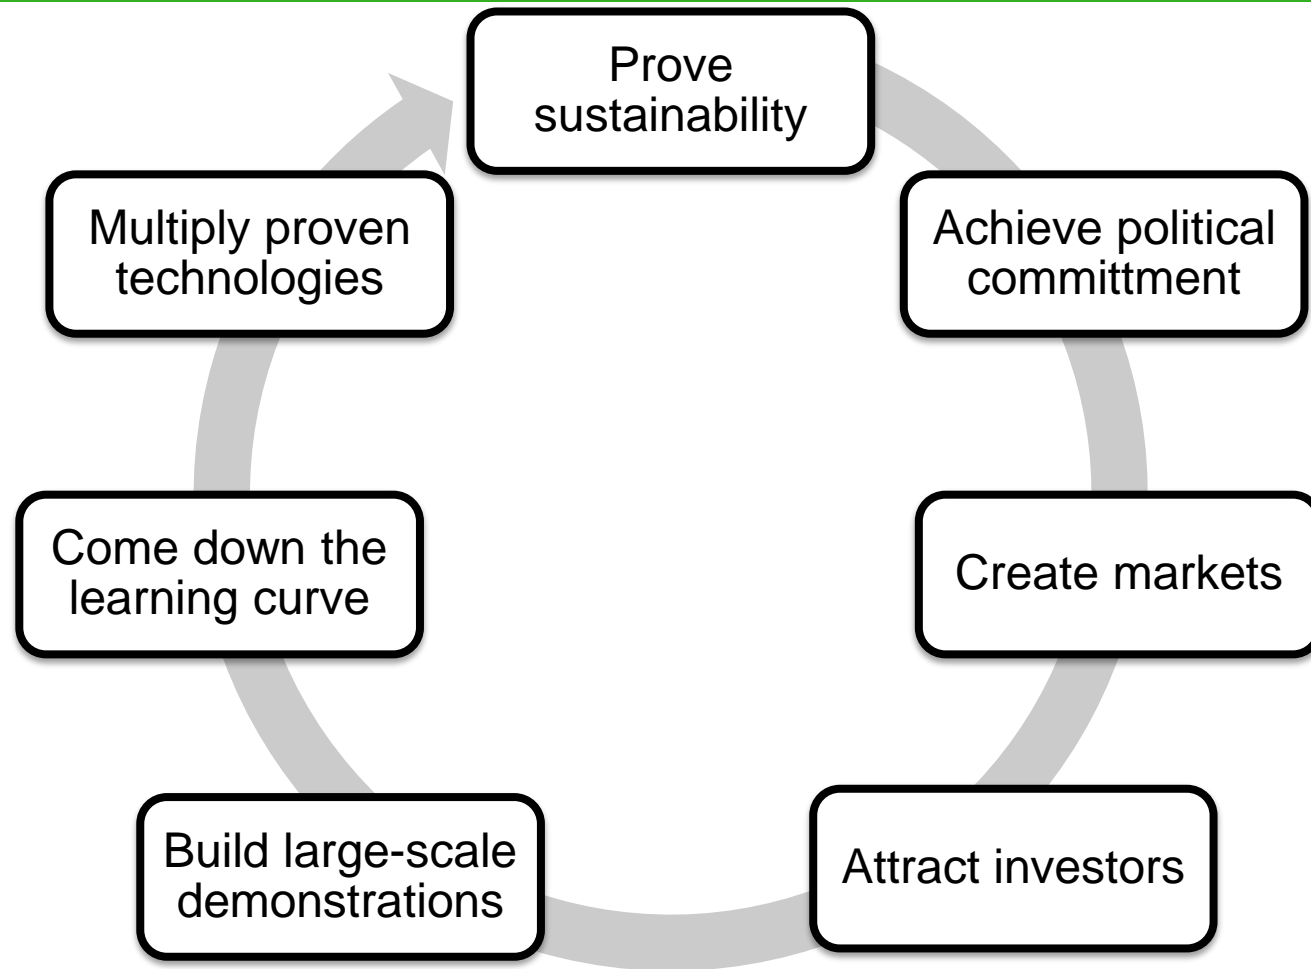 Prove
sustainability
Achieve political
committment
Create markets
Attract investors
Build large-scale
demonstrations
Come down the
learning curve
Multiply proven
technologies